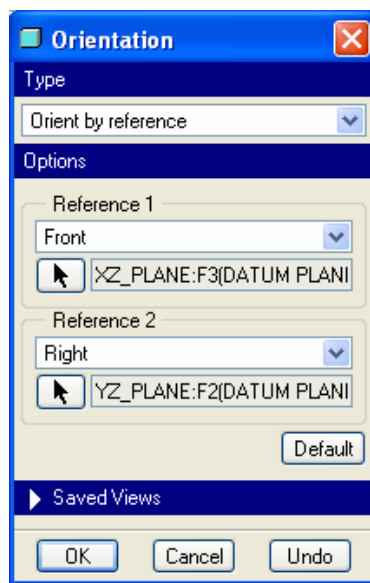 Orientation
Type
Orient by reference
Options
Reference 1
Front
XZ_PLANE:F3(DATUM PLANI
Reference 2
Right
YZ_PLANE:F2(DATUM PLANI
Default
Saved Views
OK Cancel Undo